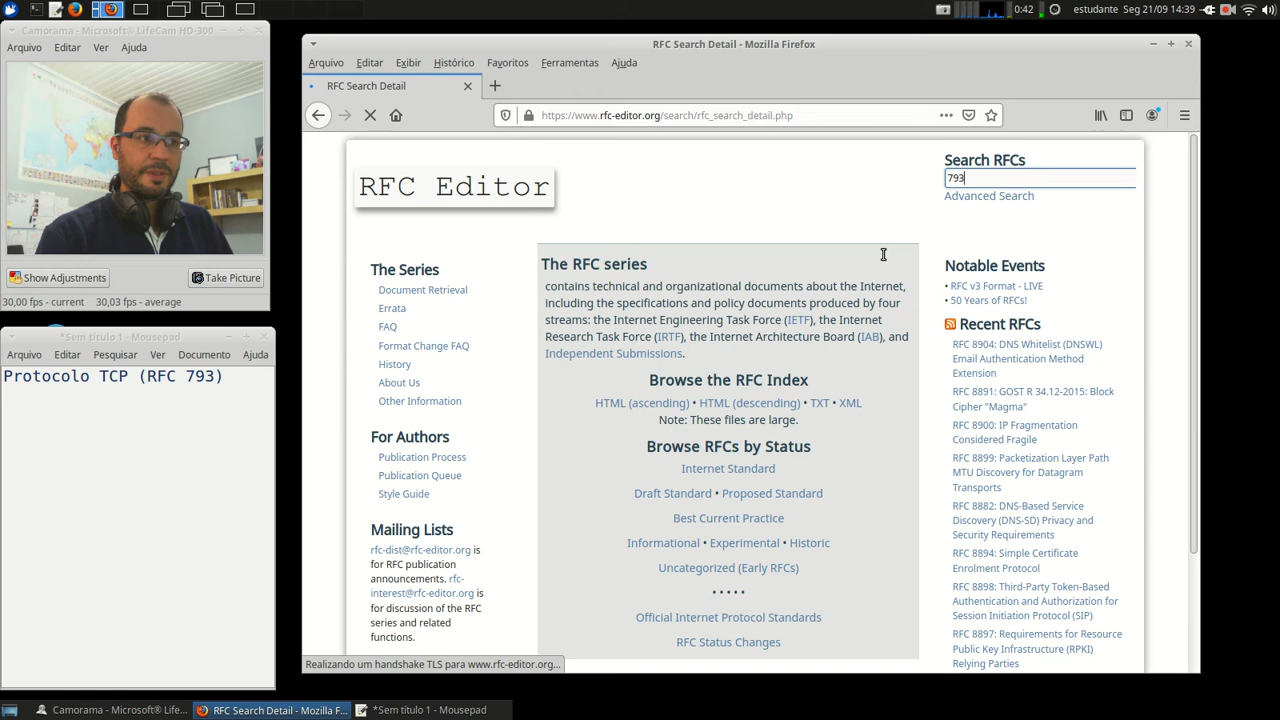 0:42 estudante Seg 21/09 14:39
Camorama - Microsoft® LifeCam HD-300
Arquivo Editar Ver Ajuda
Show Adjustments Take Picture
30,00 fps - current 30,03 fps - average
*Sem título 1 - Mousepad
Arquivo Editar Pesquisar Ver Documento Ajuda
Protocolo TCP (RFC 793)
RFC Search Detail - Mozilla Firefox
Arquivo Editar Exibir Histórico Favoritos Ferramentas Ajuda
RFC Search Detail
https://www.rfc-editor.org/search/rfc_search_detail.php
RFC Editor
Search RFCs
793
Advanced Search
The Series
Document Retrieval
Errata
FAQ
Format Change FAQ
History
About Us
Other Information
For Authors
Publication Process
Publication Queue
Style Guide
Mailing Lists
rfc-dist@rfc-editor.org is
for RFC publication
announcements. rfc-
interest@rfc-editor.org is
for discussion of the RFC
series and related
functions.
The RFC series
contains technical and organizational documents about the Internet,
including the specifications and policy documents produced by four
streams: the Internet Engineering Task Force (IETF), the Internet
Research Task Force (IRTF), the Internet Architecture Board (IAB), and
Independent Submissions.
Browse the RFC Index
HTML (ascending) • HTML (descending) • TXT • XML
Note: These files are large.
Browse RFCs by Status
Internet Standard
Draft Standard • Proposed Standard
Best Current Practice
Informational • Experimental • Historic
Uncategorized (Early RFCs)
• • • • •
Official Internet Protocol Standards
RFC Status Changes
Notable Events
• RFC v3 Format - LIVE
• 50 Years of RFCs!
Recent RFCs
RFC 8904: DNS Whitelist (DNSWL)
Email Authentication Method
Extension
RFC 8891: GOST R 34.12-2015: Block
Cipher "Magma"
RFC 8900: IP Fragmentation
Considered Fragile
RFC 8899: Packetization Layer Path
MTU Discovery for Datagram
Transports
RFC 8882: DNS-Based Service
Discovery (DNS-SD) Privacy and
Security Requirements
RFC 8894: Simple Certificate
Enrolment Protocol
RFC 8898: Third-Party Token-Based
Authentication and Authorization for
Session Initiation Protocol (SIP)
RFC 8897: Requirements for Resource
Public Key Infrastructure (RPKI)
Relying Parties
Realizando um handshake TLS para www.rfc-editor.org...
Camorama - Microsoft® LifeCa... RFC Search Detail - Mozilla F... *Sem título 1 - Mousepad